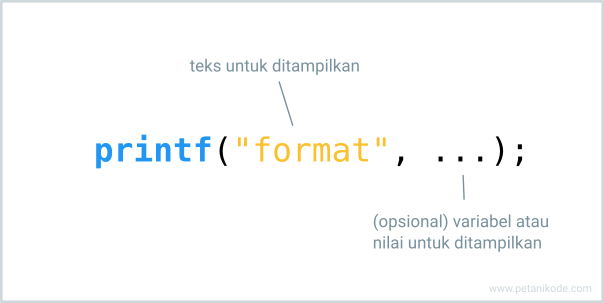 teks untuk ditampilkan
printf("format", ...);
(opsional) variabel atau
nilai untuk ditampilkan
www.petanikode.com